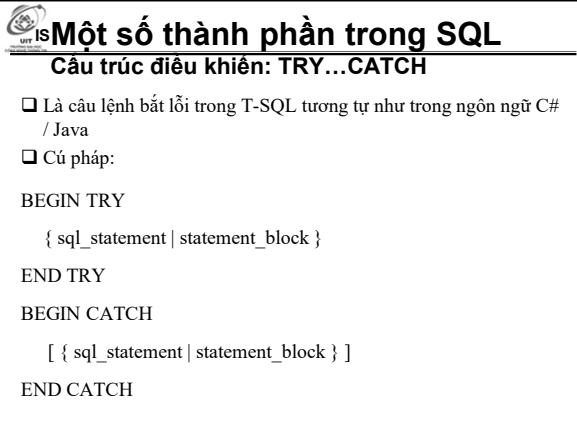 UIT
IS
Một số thành phần trong SQL
Cấu trúc điều khiển: TRY…CATCH
❑ Là câu lệnh bắt lỗi trong T-SQL tương tự như trong ngôn ngữ C#
/ Java
❑ Cú pháp:
BEGIN TRY
{ sql_statement | statement_block }
END TRY
BEGIN CATCH
[ { sql_statement | statement_block } ]
END CATCH